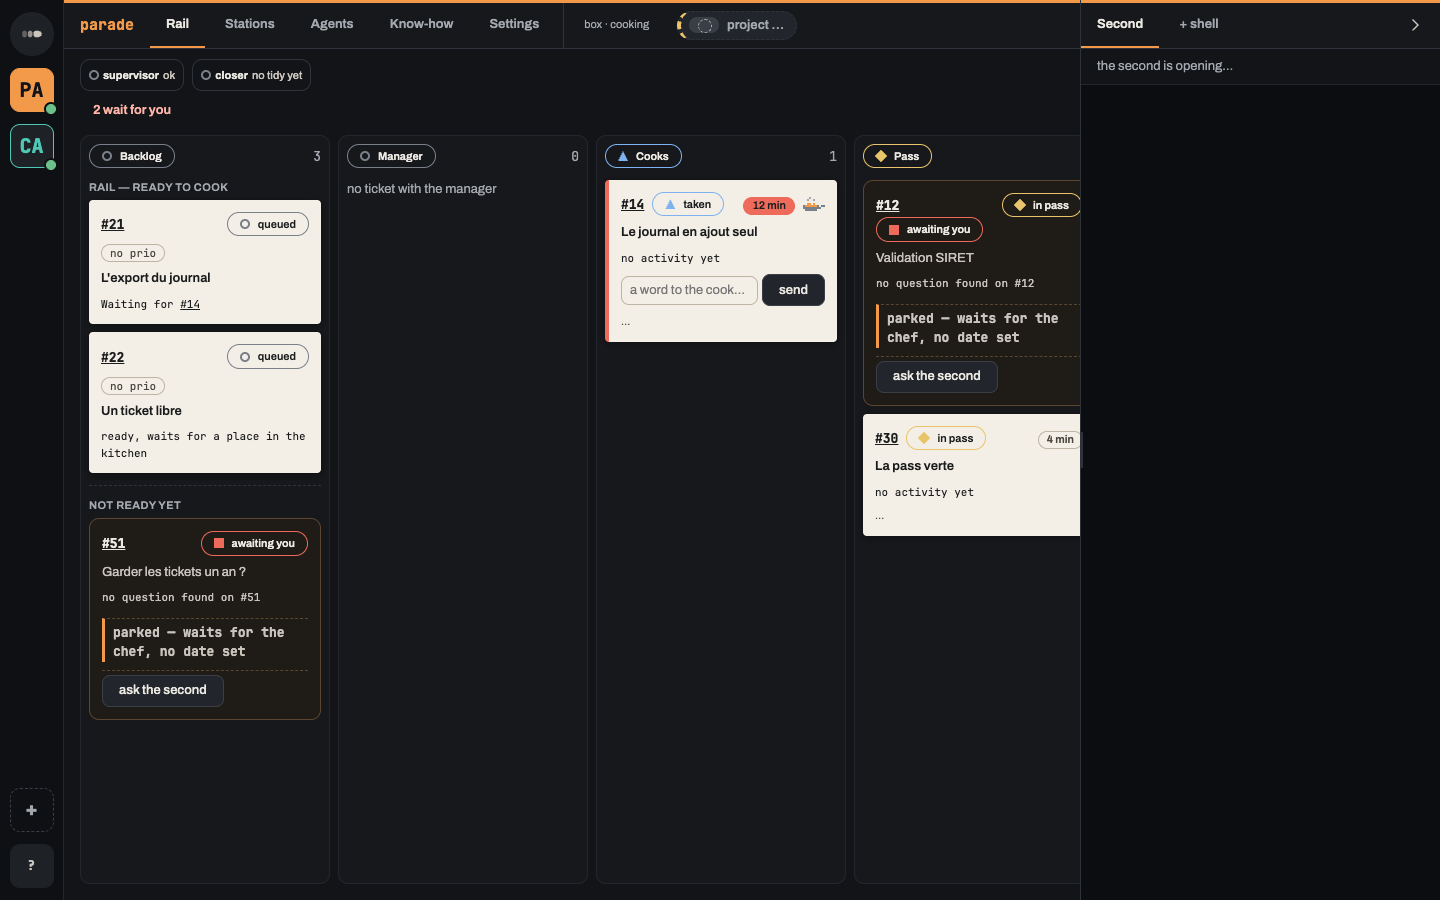 parade
Rail
Stations
Agents
Know-how
Settings
box · cooking
project ...
Second
+ shell
PA
CA
supervisor ok
closer no tidy yet
2 wait for you
the second is opening...
Backlog
3
RAIL — READY TO COOK
#21
queued
no prio
L'export du journal
Waiting for #14
#22
queued
no prio
Un ticket libre
ready, waits for a place in the
kitchen
NOT READY YET
#51
awaiting you
Garder les tickets un an ?
no question found on #51
parked — waits for the
chef, no date set
ask the second
Manager
0
no ticket with the manager
Cooks
1
#14
taken
12 min
Le journal en ajout seul
no activity yet
a word to the cook...
send
...
Pass
#12
in pass
awaiting you
Validation SIRET
no question found on #12
parked — waits for the
chef, no date set
ask the second
#30
in pass
4 min
La pass verte
no activity yet
...
+
?